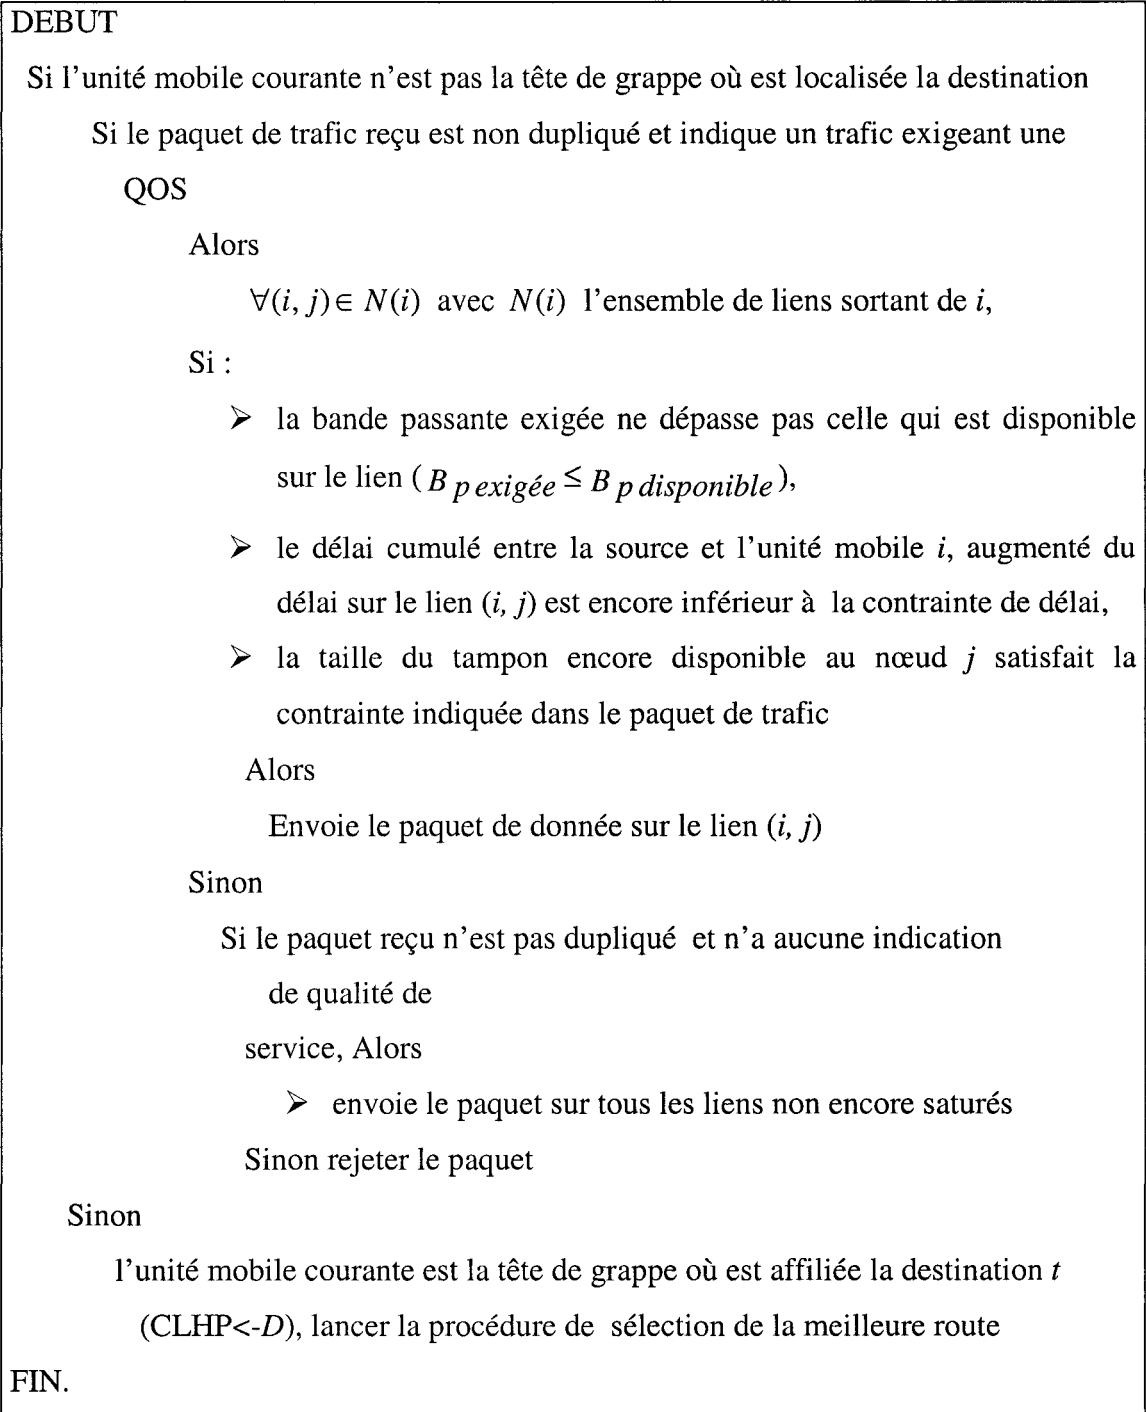 DEBUT
Si l'unité mobile courante n'est pas la tête de grappe où est localisée la destination
Si le paquet de trafic reçu est non dupliqué et indique un trafic exigeant une
QOS
Alors
∀(i, j)∈ N(i) avec N(i) l'ensemble de liens sortant de i,
Si :
➢ la bande passante exigée ne dépasse pas celle qui est disponible
sur le lien ( B p exigée ≤ B p disponible ),
➢ le délai cumulé entre la source et l'unité mobile i, augmenté du
délai sur le lien (i, j) est encore inférieur à la contrainte de délai,
➢ la taille du tampon encore disponible au nœud j satisfait la
contrainte indiquée dans le paquet de trafic
Alors
Envoie le paquet de donnée sur le lien (i, j)
Sinon
Si le paquet reçu n'est pas dupliqué et n'a aucune indication
de qualité de
service, Alors
➢ envoie le paquet sur tous les liens non encore saturés
Sinon rejeter le paquet
Sinon
l'unité mobile courante est la tête de grappe où est affiliée la destination t
(CLHP<-D), lancer la procédure de sélection de la meilleure route
FIN.